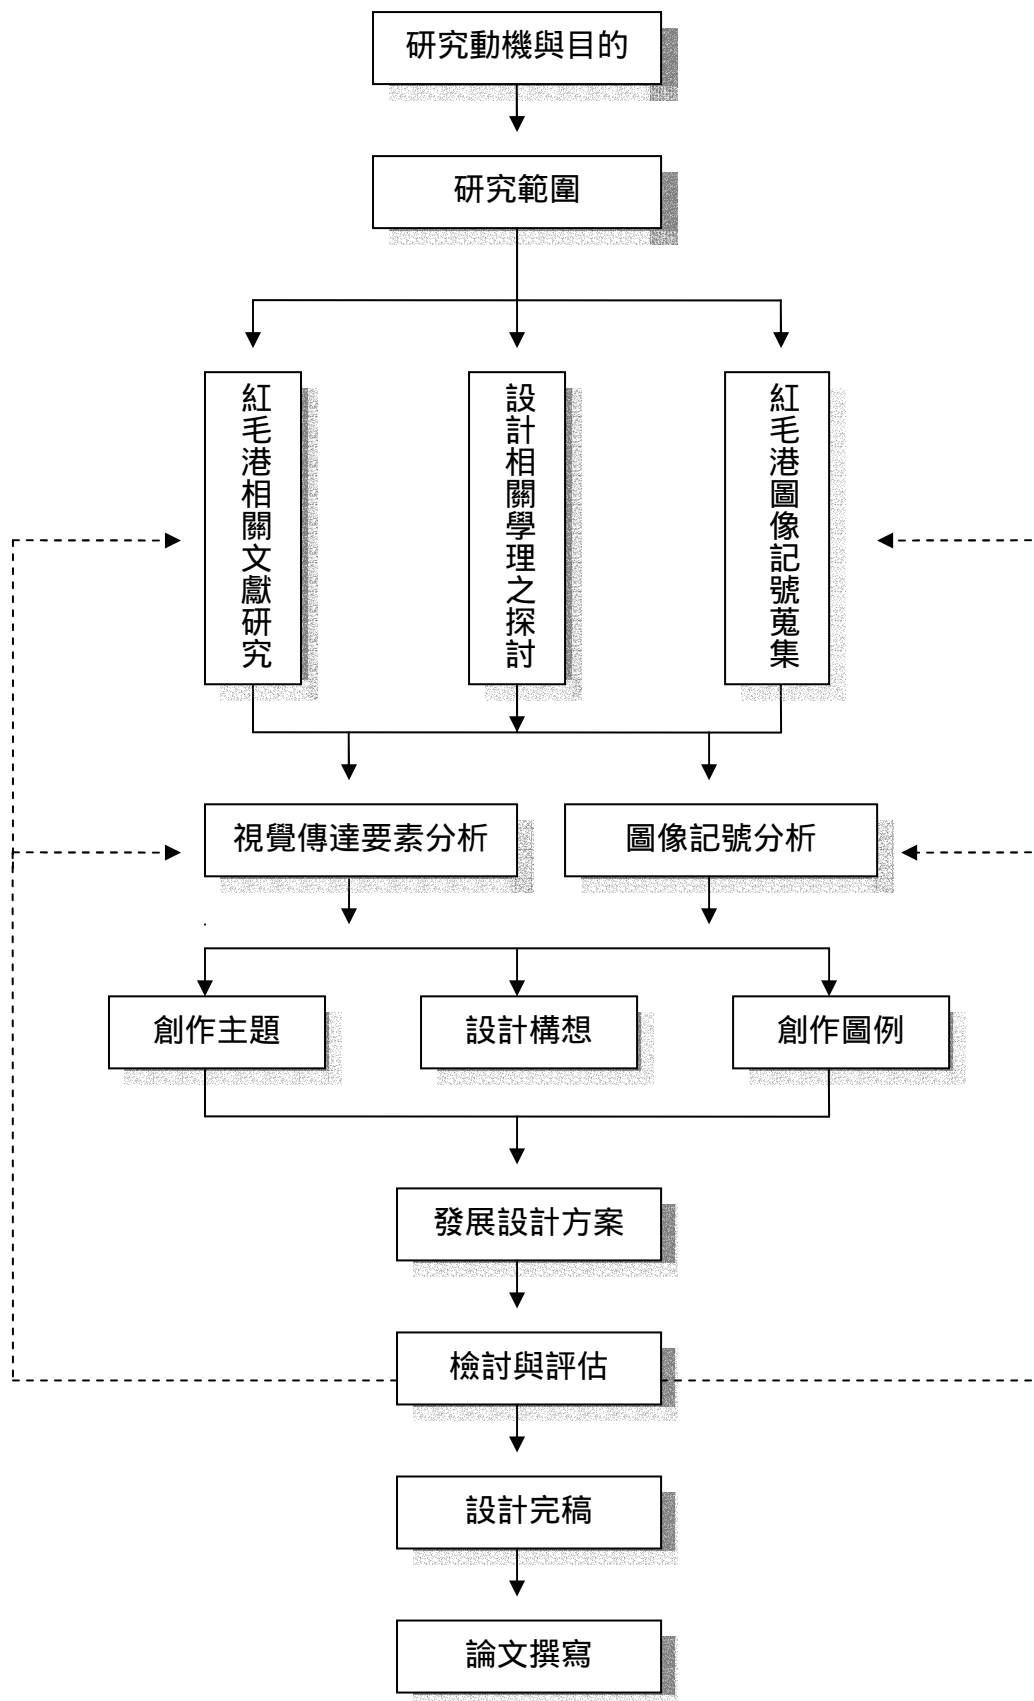 研究動機與目的
研究範圍
紅毛港相關文獻研究
設計相關學理之探討
紅毛港圖像記號蒐集
視覺傳達要素分析
圖像記號分析
創作主題
設計構想
創作圖例
發展設計方案
檢討與評估
設計完稿
論文撰寫